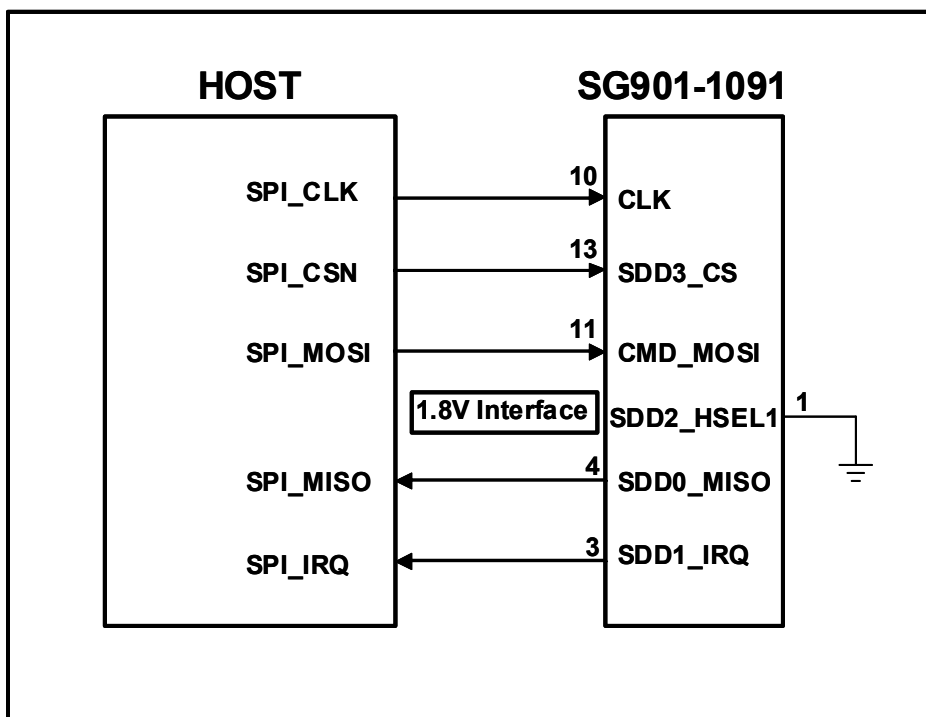 HOST
SG901-1091
SPI_CLK
10
CLK
SPI_CSN
13
SDD3_CS
SPI_MOSI
11
CMD_MOSI
1.8V Interface
SDD2_HSEL1
1
SPI_MISO
4
SDD0_MISO
SPI_IRQ
3
SDD1_IRQ